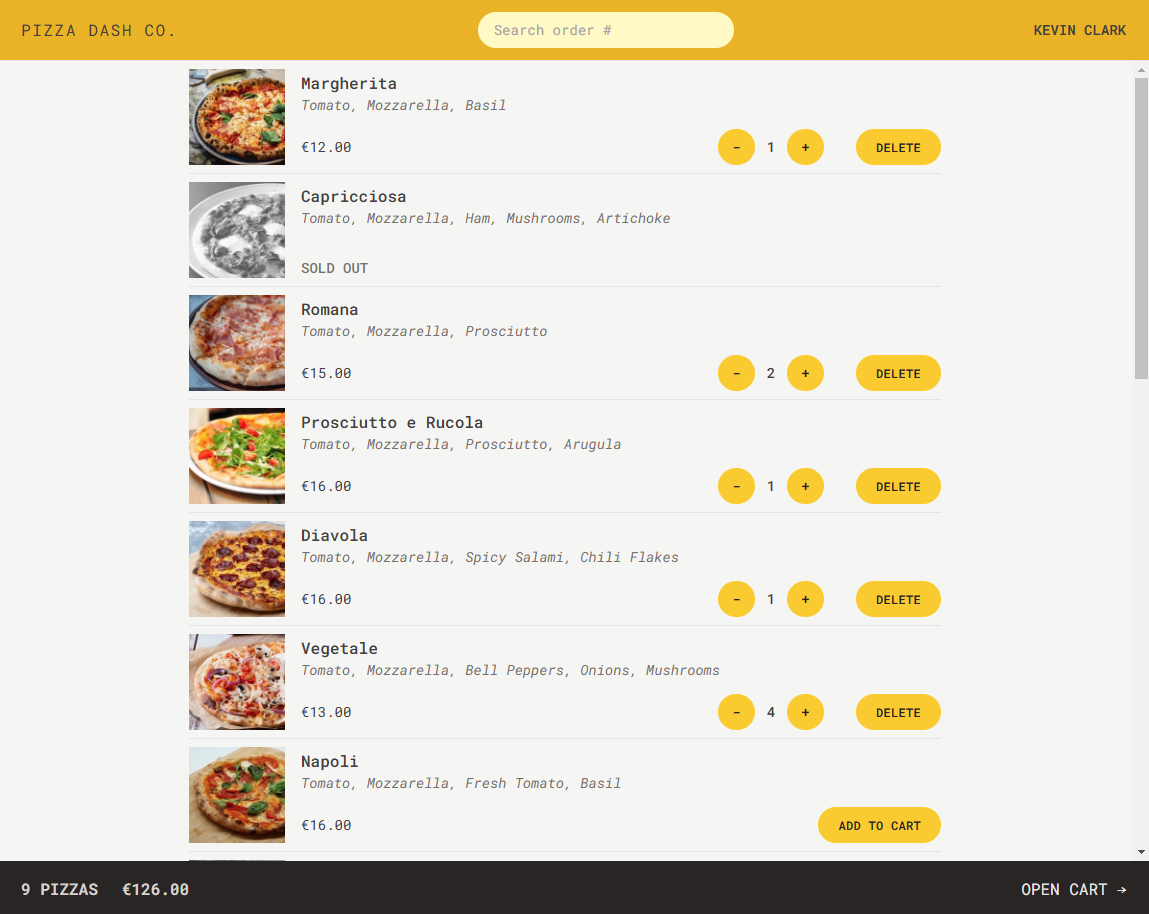 PIZZA DASH CO.
Search order #
KEVIN CLARK
Margherita
Tomato, Mozzarella, Basil
€12.00
- 1 + DELETE
Capricciosa
Tomato, Mozzarella, Ham, Mushrooms, Artichoke
SOLD OUT
Romana
Tomato, Mozzarella, Prosciutto
€15.00
- 2 + DELETE
Prosciutto e Rucola
Tomato, Mozzarella, Prosciutto, Arugula
€16.00
- 1 + DELETE
Diavola
Tomato, Mozzarella, Spicy Salami, Chili Flakes
€16.00
- 1 + DELETE
Vegetale
Tomato, Mozzarella, Bell Peppers, Onions, Mushrooms
€13.00
- 4 + DELETE
Napoli
Tomato, Mozzarella, Fresh Tomato, Basil
€16.00
ADD TO CART
9 PIZZAS €126.00
OPEN CART →